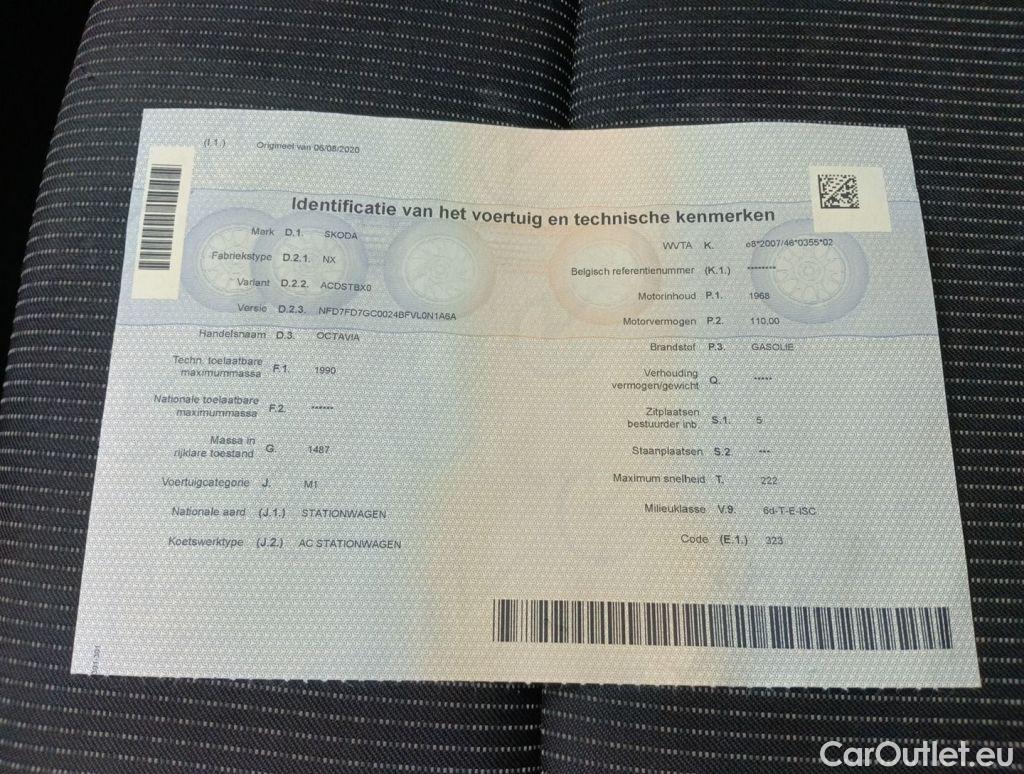 (I.1.) Origineel van 06/08/2020
Identificatie van het voertuig en technische kenmerken
Merk D.1. SKODA
Fabriekstype D.2.1. NX
Variant D.2.2. ACDSTBX0
Versie D.2.3. NFD7FD7GC0024BFVL0N1A6A
Handelsnaam D.3. OCTAVIA
Techn. toelaatbare
maximummassa F.1. 1990
Nationale toelaatbare
maximummassa F.2. ******
Massa in
rijklare toestand G. 1487
Voertuigcategorie J. M1
Nationale aard (J.1.) STATIONWAGEN
Koetswerktype (J.2.) AC STATIONWAGEN
WVTA K. e8*2007/46*0355*02
Belgisch referentienummer (K.1.) ********
Motorinhoud P.1. 1968
Motorvermogen P.2. 110,00
Brandstof P.3. GASOLIE
Verhouding
vermogen/gewicht Q. *****
Zitplaatsen
bestuurder inb. S.1. 5
Staanplaatsen S.2. ***
Maximum snelheid T. 222
Milieuklasse V.9. 6d-T-E-ISC
Code (E.1.) 323
CarOutlet.eu